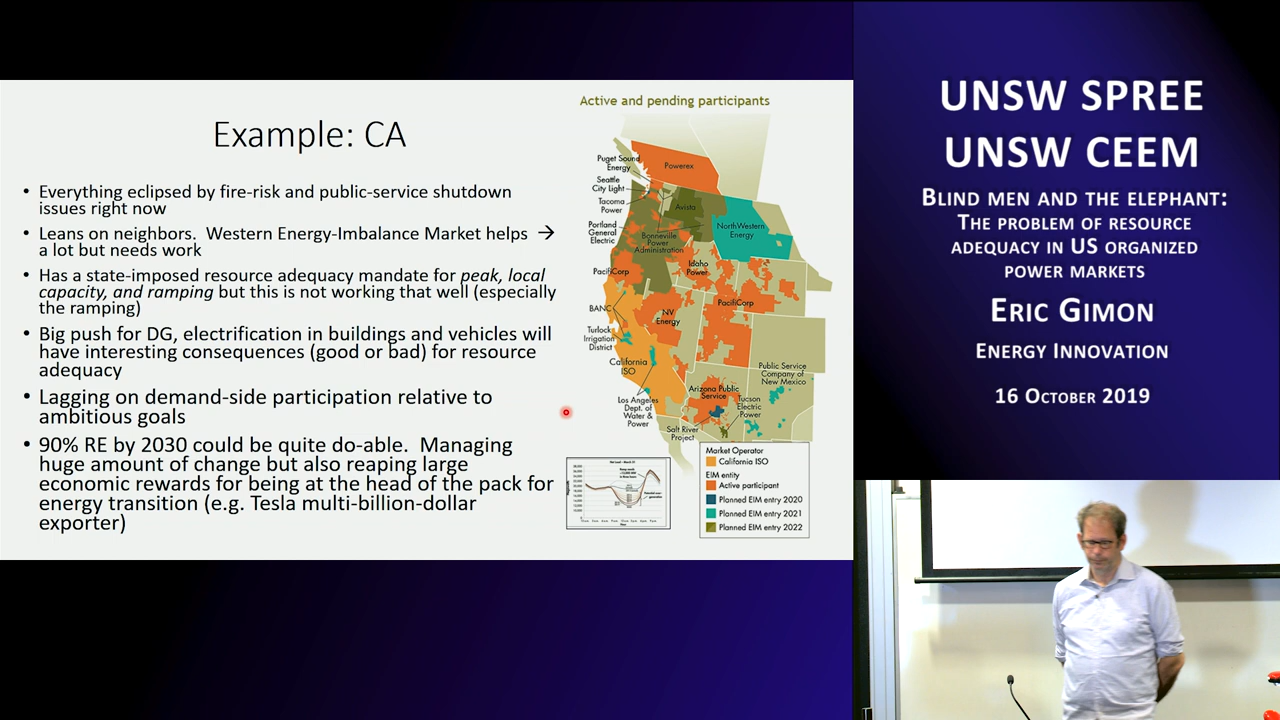 Example: CA
• Everything eclipsed by fire-risk and public-service shutdown
issues right now
• Leans on neighbors. Western Energy-Imbalance Market helps →
a lot but needs work
• Has a state-imposed resource adequacy mandate for peak, local
capacity, and ramping but this is not working that well (especially
the ramping)
• Big push for DG, electrification in buildings and vehicles will
have interesting consequences (good or bad) for resource
adequacy
• Lagging on demand-side participation relative to
ambitious goals
• 90% RE by 2030 could be quite do-able. Managing
huge amount of change but also reaping large
economic rewards for being at the head of the pack for
energy transition (e.g. Tesla multi-billion-dollar
exporter)
Active and pending participants
Powerex
Puget Sound
Energy
Seattle
City Light
Tacoma
Power
Portland
General
Electric
Avista
Bonneville
Power
Administration
NorthWestern
Energy
Idaho
Power
PacifiCorp
PacifiCorp
BANC
NV
Energy
Turlock
Irrigation
District
California
ISO
Los Angeles
Dept. of
Water &
Power
Arizona Public
Service
Salt River
Project
Tucson
Electric
Power
Public Service
Company of
New Mexico
Market Operator
California ISO
EIM entity
Active participant
Planned EIM entry 2020
Planned EIM entry 2021
Planned EIM entry 2022
UNSW SPREE
UNSW CEEM
Blind men and the elephant:
The problem of resource
adequacy in US organized
power markets
Eric Gimon
Energy Innovation
16 October 2019